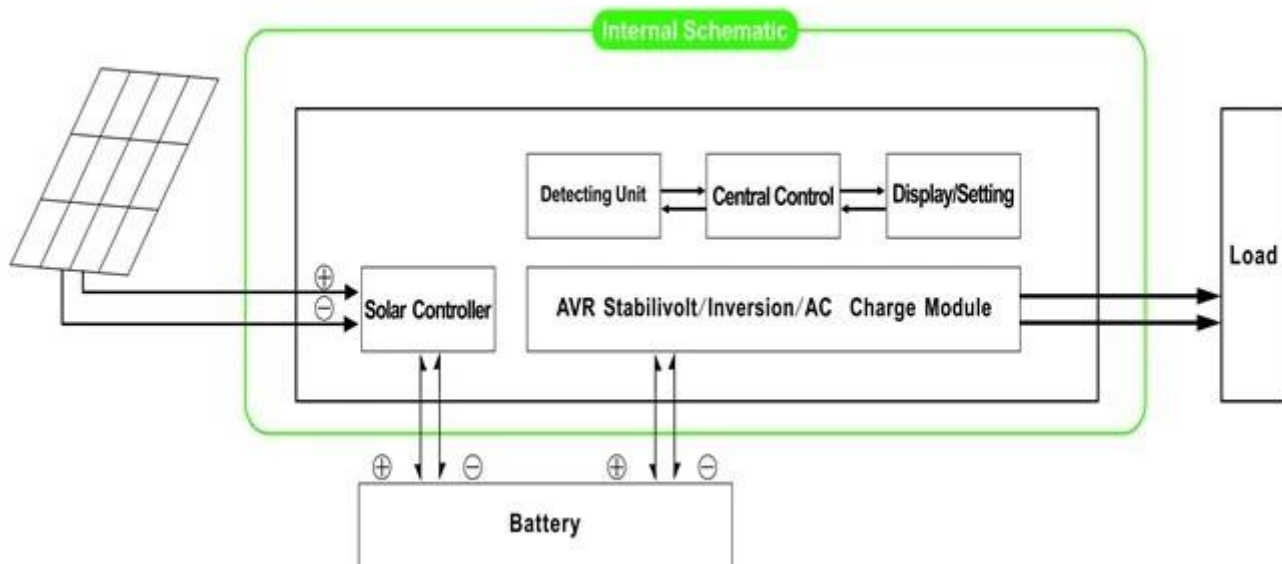 Internal Schematic
Detecting Unit
Central Control
Display/Setting
Load
⊕
⊖
Solar Controller
AVR Stabilivolt/Inversion/AC Charge Module
⊕ ⊖ ⊕ ⊖
Battery